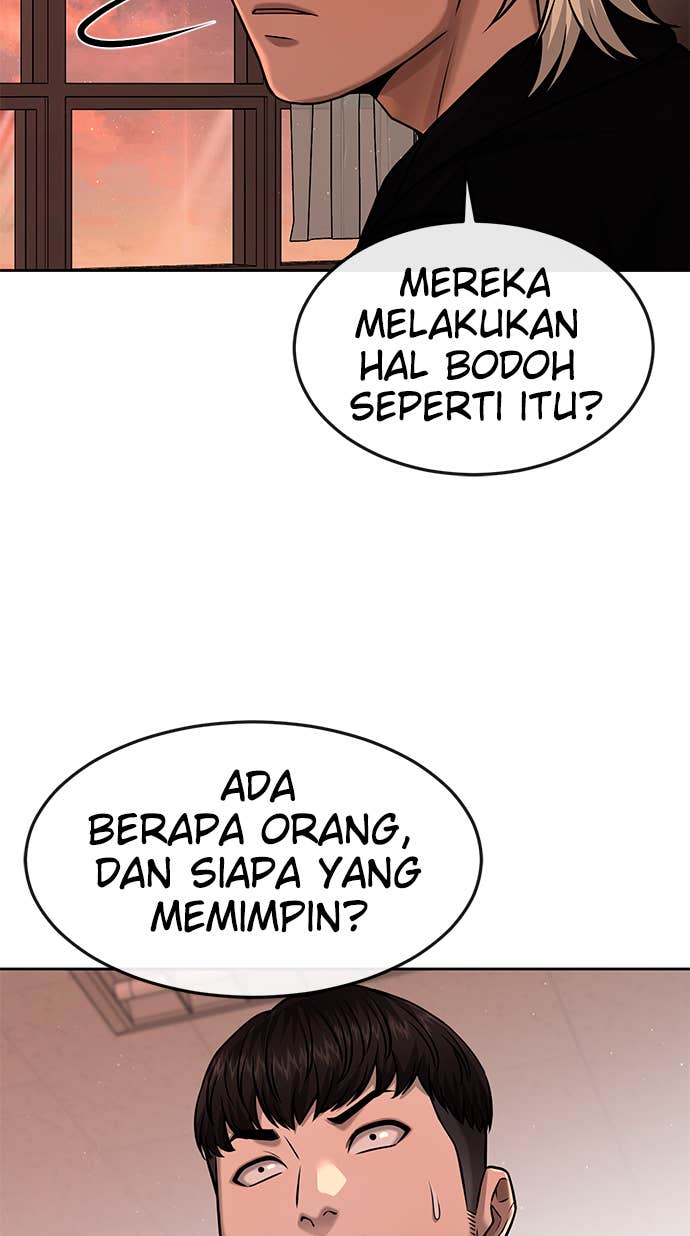 MEREKA
MELAKUKAN
HAL BODOH
SEPERTI ITU?
ADA
BERAPA ORANG,
DAN SIAPA YANG
MEMIMPIN?